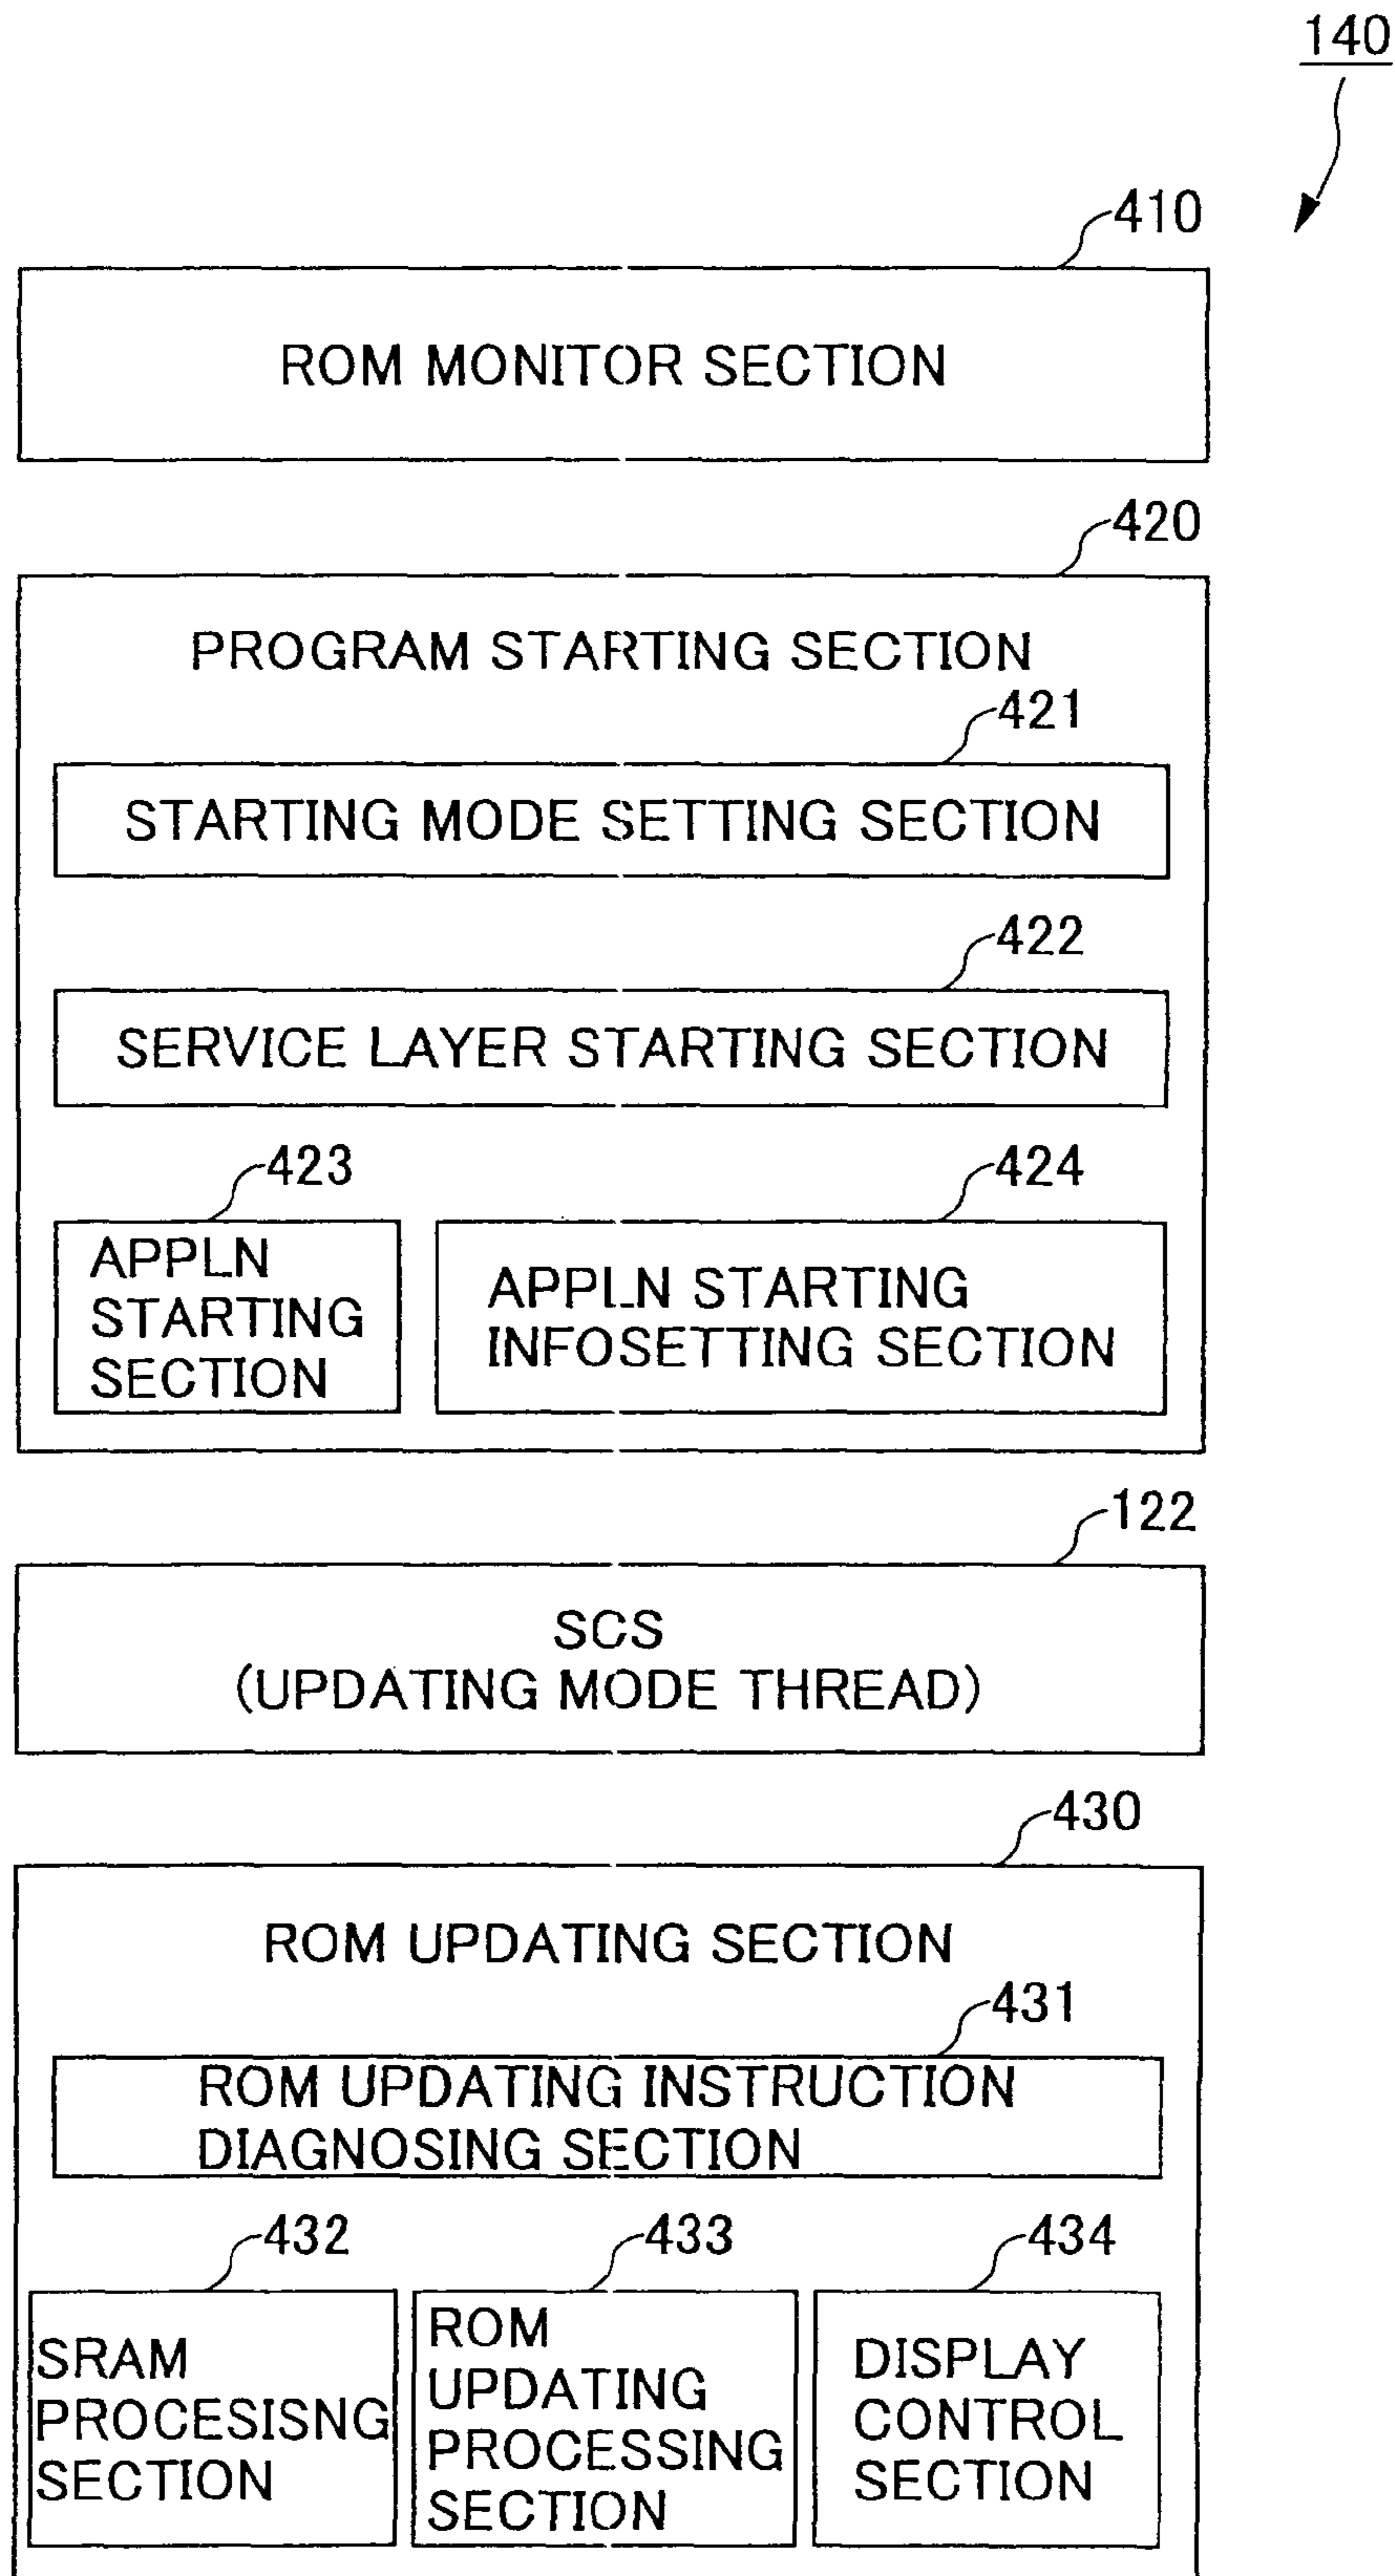 140
410
ROM MONITOR SECTION
420
PROGRAM STARTING SECTION
421
STARTING MODE SETTING SECTION
422
SERVICE LAYER STARTING SECTION
423
424
APPLN
STARTING
SECTION
APPLN STARTING
INFOSETTING SECTION
122
SCS
(UPDATING MODE THREAD)
430
ROM UPDATING SECTION
431
ROM UPDATING INSTRUCTION
DIAGNOSING SECTION
432
433
434
SRAM
PROCESISNG
SECTION
ROM
UPDATING
PROCESSING
SECTION
DISPLAY
CONTROL
SECTION